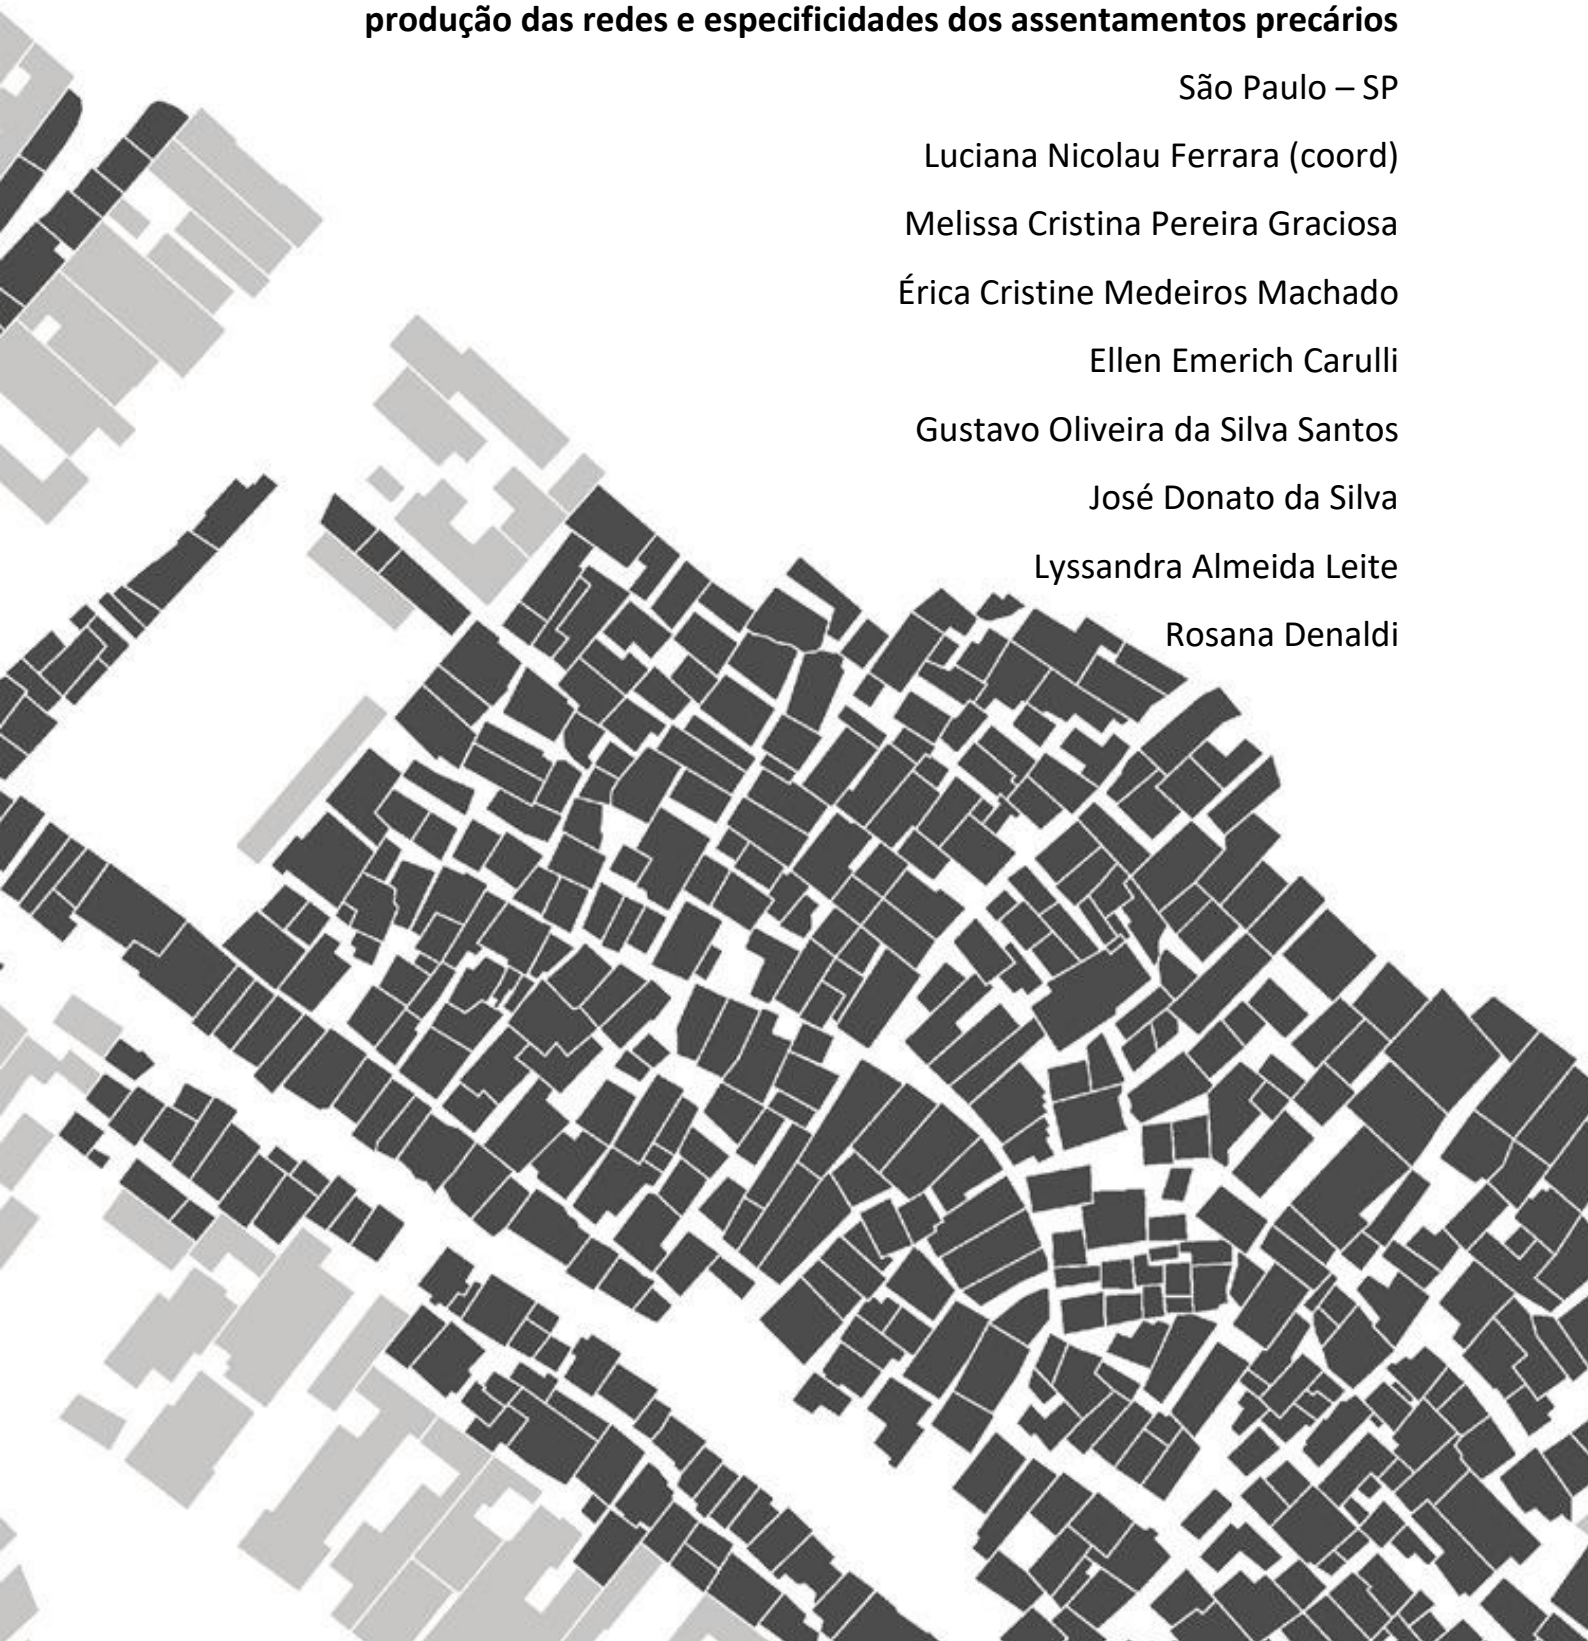 produção das redes e especificidades dos assentamentos precários
São Paulo – SP
Luciana Nicolau Ferrara (coord)
Melissa Cristina Pereira Graciosa
Érica Cristine Medeiros Machado
Ellen Emerich Carulli
Gustavo Oliveira da Silva Santos
José Donato da Silva
Lyssandra Almeida Leite
Rosana Denaldi